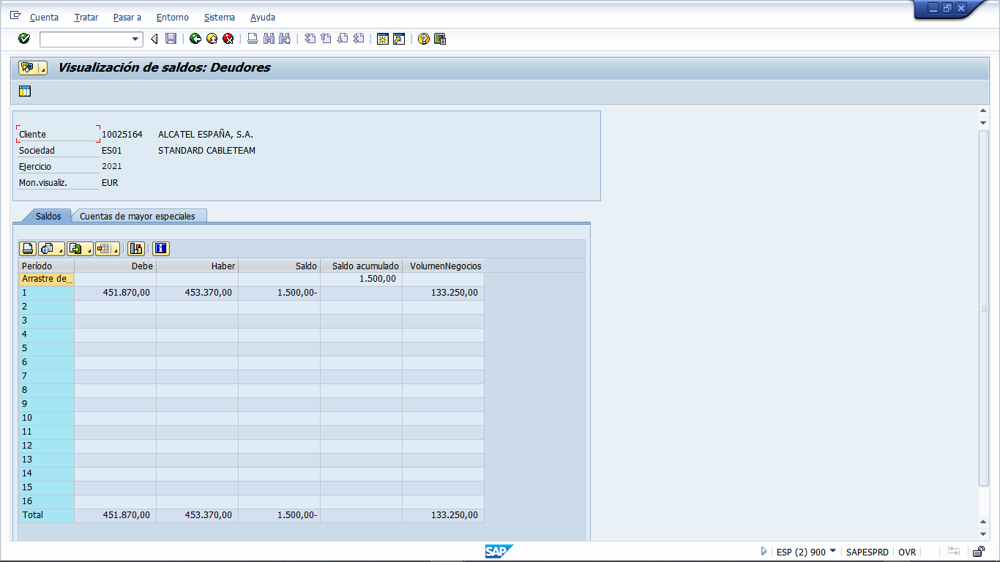 Cuenta Tratar Pasar a Entorno Sistema Ayuda
Visualización de saldos: Deudores
Cliente 10025164 ALCATEL ESPAÑA, S.A.
Sociedad ES01 STANDARD CABLETEAM
Ejercicio 2021
Mon.visualiz. EUR
Saldos Cuentas de mayor especiales
Período Debe Haber Saldo Saldo acumulado VolumenNegocios
Arrastre de... 1.500,00
1 451.870,00 453.370,00 1.500,00- 133.250,00
2
3
4
5
6
7
8
9
10
11
12
13
14
15
16
Total 451.870,00 453.370,00 1.500,00- 133.250,00
SAP ESP (2) 900 SAPESPRD OVR